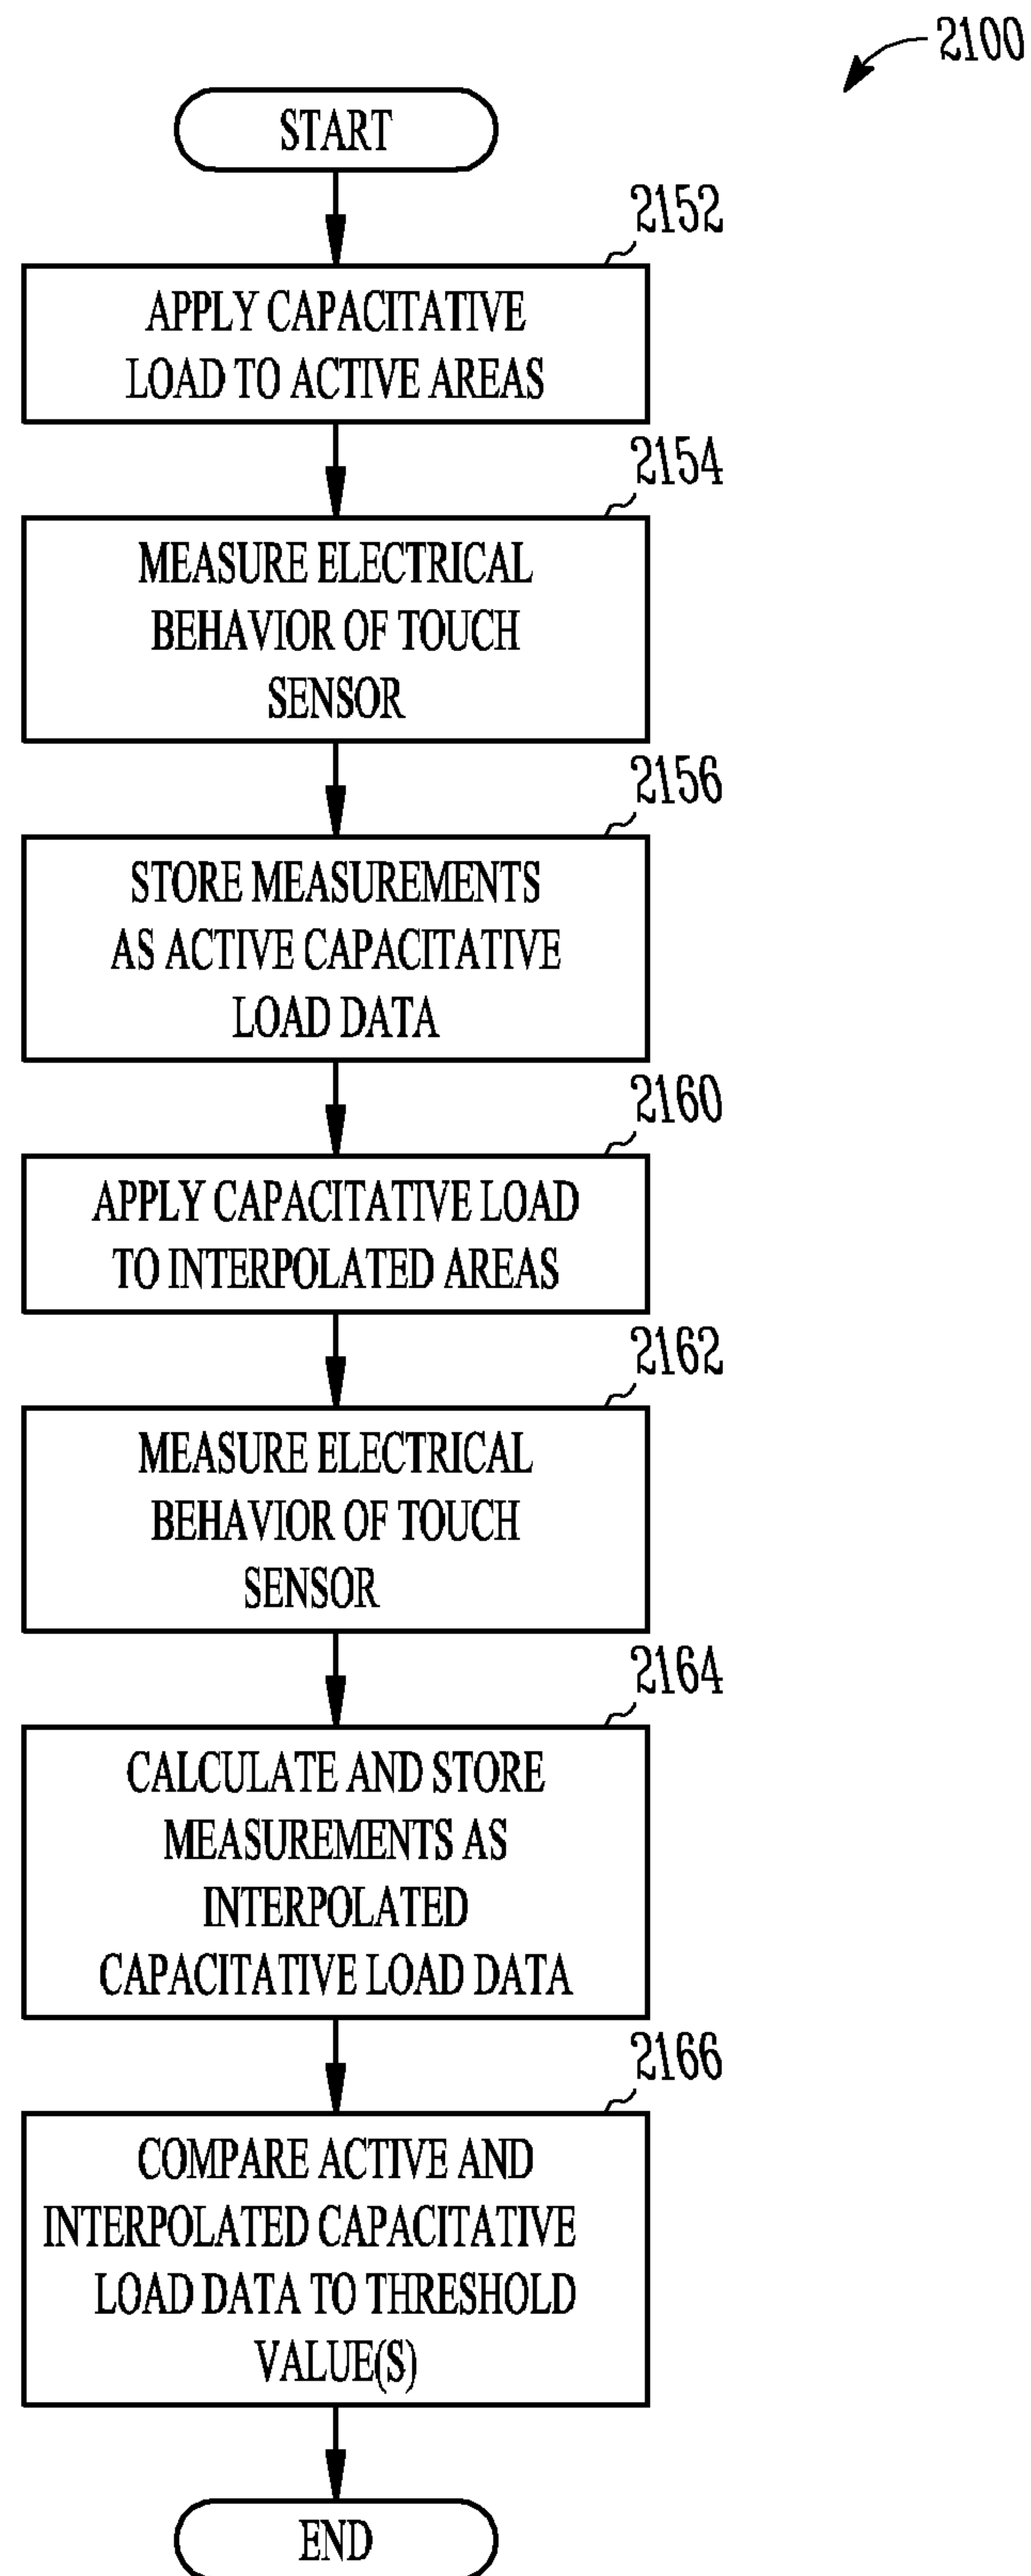 2100
START
2152
APPLY CAPACITATIVE
LOAD TO ACTIVE AREAS
2154
MEASURE ELECTRICAL
BEHAVIOR OF TOUCH
SENSOR
2156
STORE MEASUREMENTS
AS ACTIVE CAPACITATIVE
LOAD DATA
2160
APPLY CAPACITATIVE LOAD
TO INTERPOLATED AREAS
2162
MEASURE ELECTRICAL
BEHAVIOR OF TOUCH
SENSOR
2164
CALCULATE AND STORE
MEASUREMENTS AS
INTERPOLATED
CAPACITATIVE LOAD DATA
2166
COMPARE ACTIVE AND
INTERPOLATED CAPACITATIVE
LOAD DATA TO THRESHOLD
VALUE(S)
END